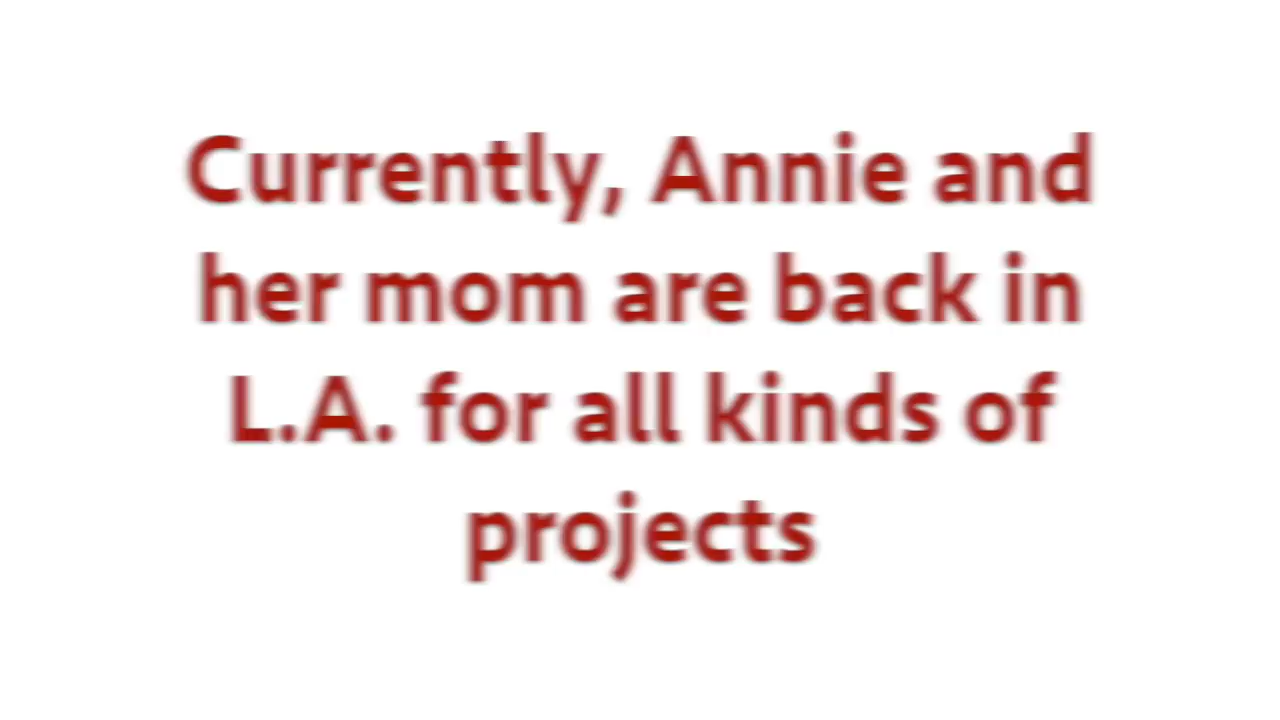 Currently, Annie and
her mom are back in
L.A. for all kinds of
projects